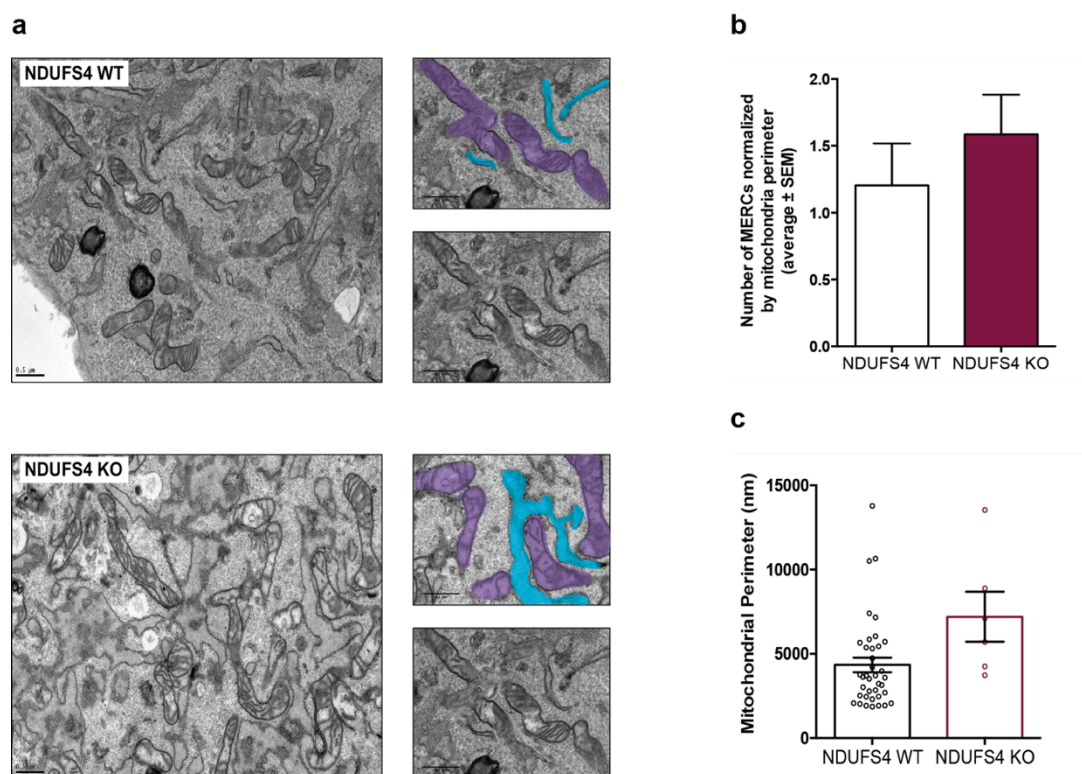 a
NDUFS4 WT
0.5 µm
NDUFS4 KO
b
Number of MERCs normalized
by mitochondria perimeter
(average ± SEM)
2.0
1.5
1.0
0.5
0.0
NDUFS4 WT
NDUFS4 KO
c
Mitochondrial Perimeter (nm)
15000
10000
5000
0
NDUFS4 WT
NDUFS4 KO